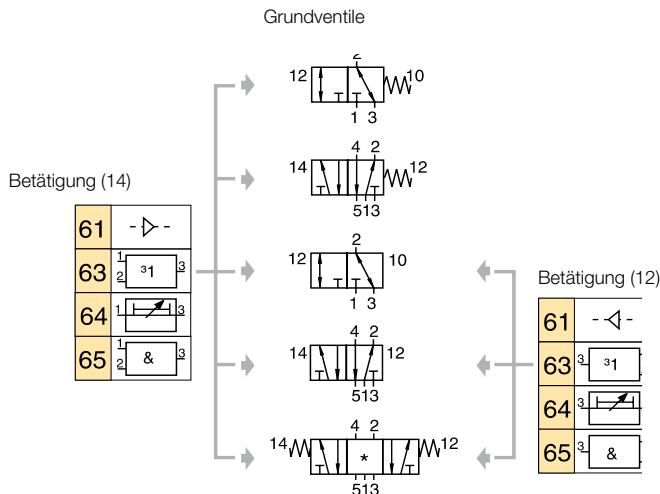 Grundventile
2
12 10
1 3
4 2
14 12
513
Betätigung (14)
61
63 1 2 ³1 3
64 1 3
65 1 2 & 3
2
12 10
1 3
4 2
14 12
513
4 2
14 * 12
513
Betätigung (12)
61
63 3 ³1
64 3
65 3 &